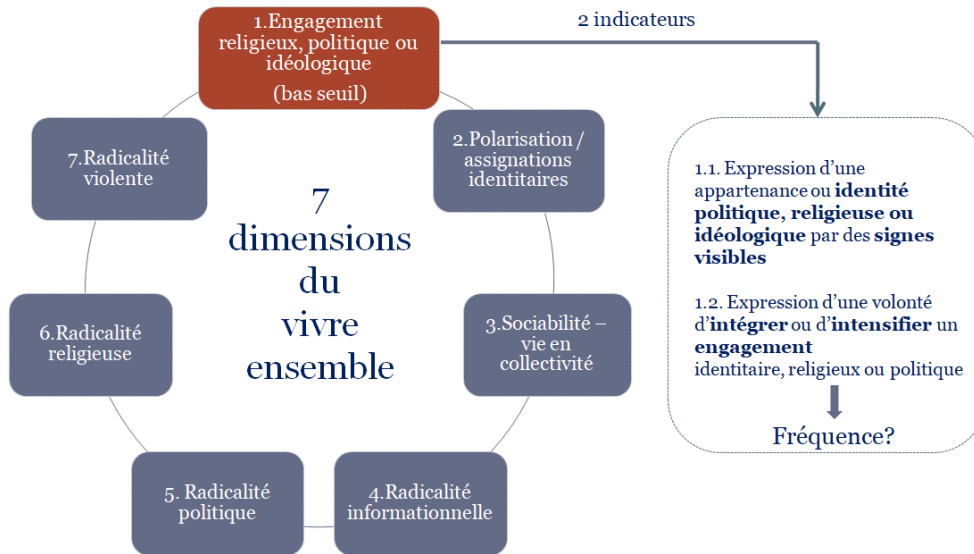 1.Engagement
religieux, politique ou
idéologique
(bas seuil)
2 indicateurs
2.Polarisation /
assignations
identitaires
3.Sociabilité –
vie en
collectivité
4.Radicalité
informationnelle
5. Radicalité
politique
6.Radicalité
religieuse
7.Radicalité
violente
7
dimensions
du
vivre
ensemble
1.1. Expression d’une
appartenance ou identité
politique, religieuse ou
idéologique par des signes
visibles
1.2. Expression d’une volonté
d’intégrer ou d’intensifier un
engagement
identitaire, religieux ou politique
Fréquence?